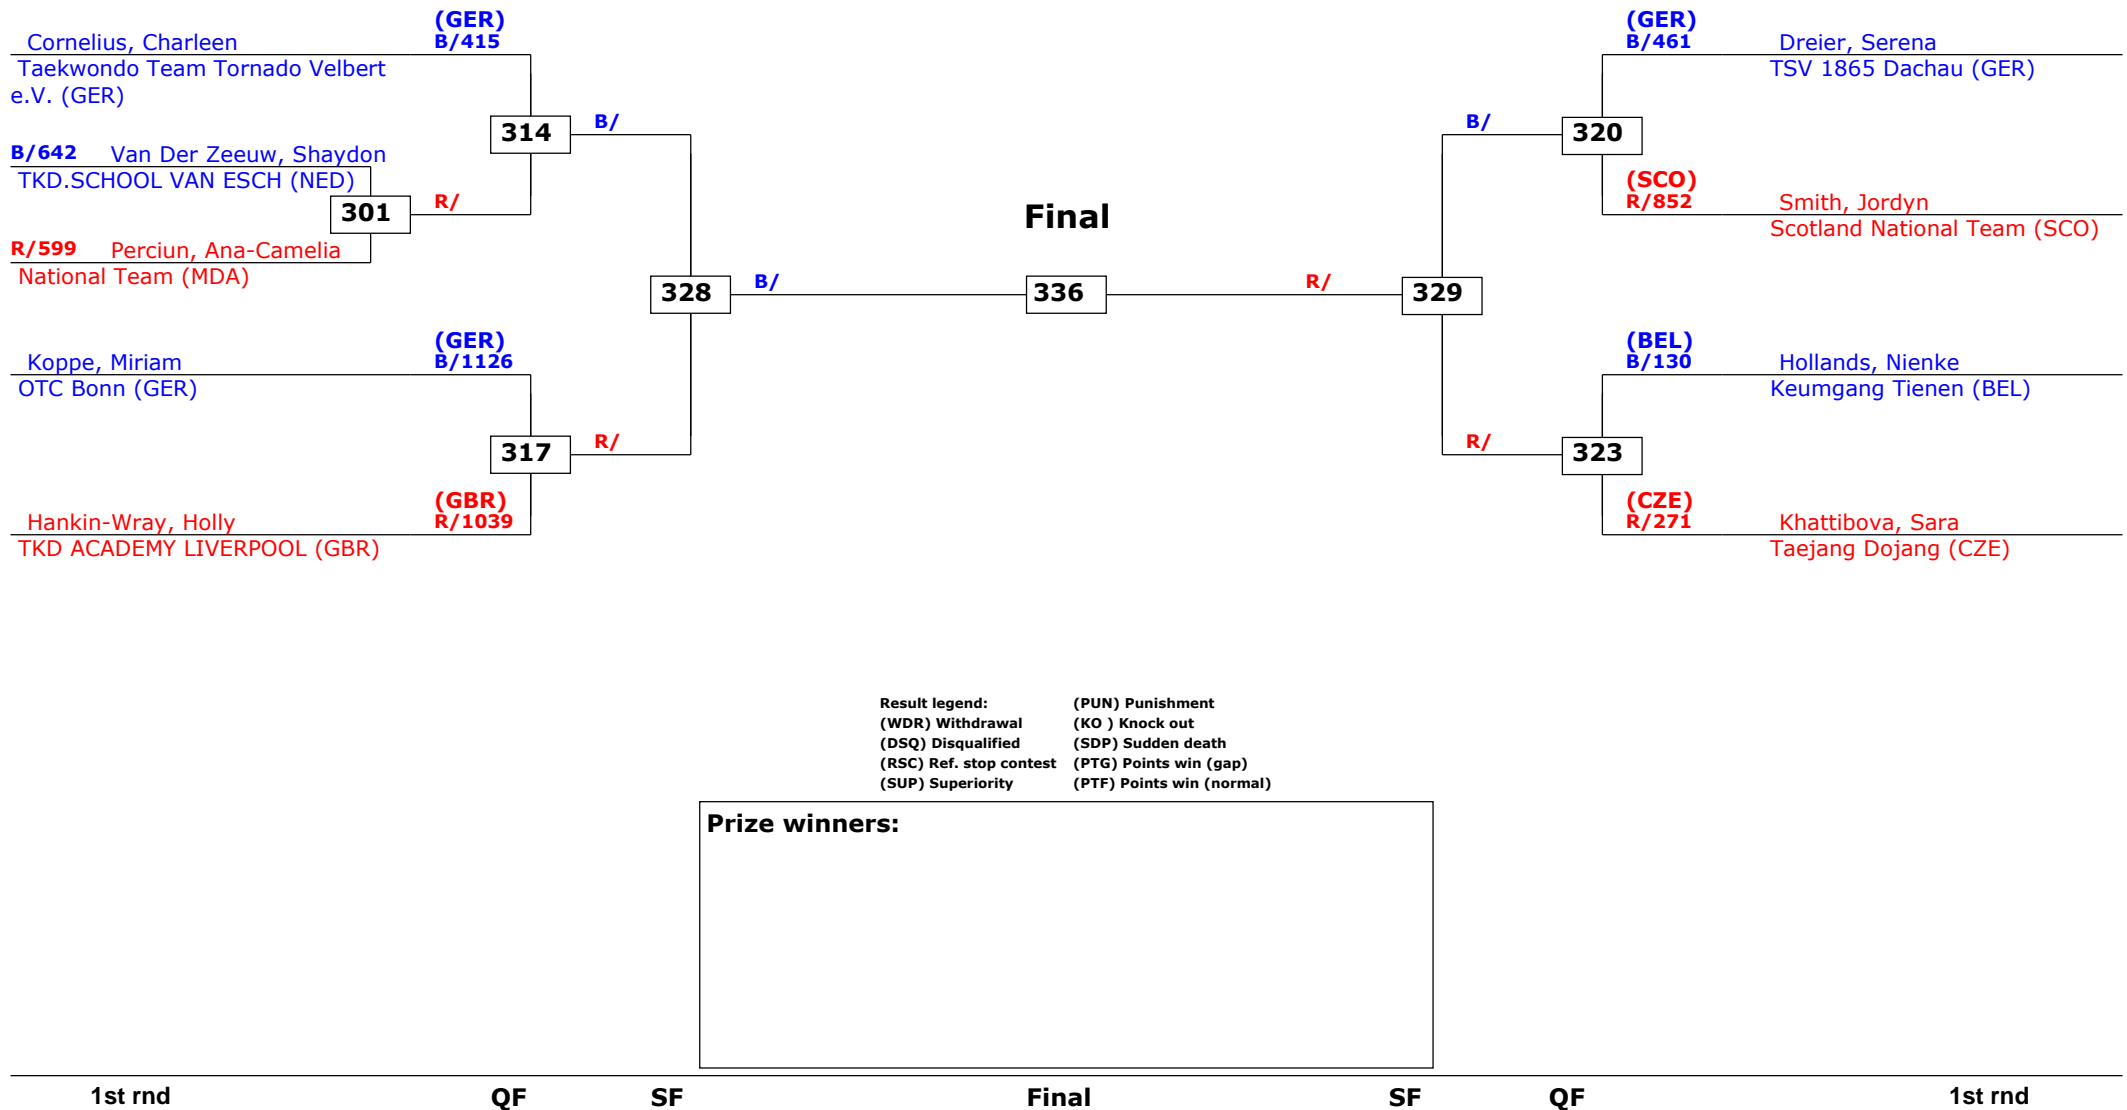 (GER)
Cornelius, Charleen B/415
Taekwondo Team Tornado Velbert
e.V. (GER)
314
B/
B/642 Van Der Zeeuw, Shaydon
TKD.SCHOOL VAN ESCH (NED)
301
R/
R/599 Perciun, Ana-Camelia
National Team (MDA)
328
B/
(GER)
Koppe, Miriam B/1126
OTC Bonn (GER)
317
R/
(GBR)
Hankin-Wray, Holly R/1039
TKD ACADEMY LIVERPOOL (GBR)
Final
336
(GER)
B/461 Dreier, Serena
TSV 1865 Dachau (GER)
B/
320
(SCO)
R/852 Smith, Jordyn
Scotland National Team (SCO)
R/
329
(BEL)
B/130 Hollands, Nienke
Keumgang Tienen (BEL)
R/
323
(CZE)
R/271 Khattibova, Sara
Taejang Dojang (CZE)
Result legend: (PUN) Punishment
(WDR) Withdrawal (KO ) Knock out
(DSQ) Disqualified (SDP) Sudden death
(RSC) Ref. stop contest (PTG) Points win (gap)
(SUP) Superiority (PTF) Points win (normal)
Prize winners:
1st rnd QF SF Final SF QF 1st rnd